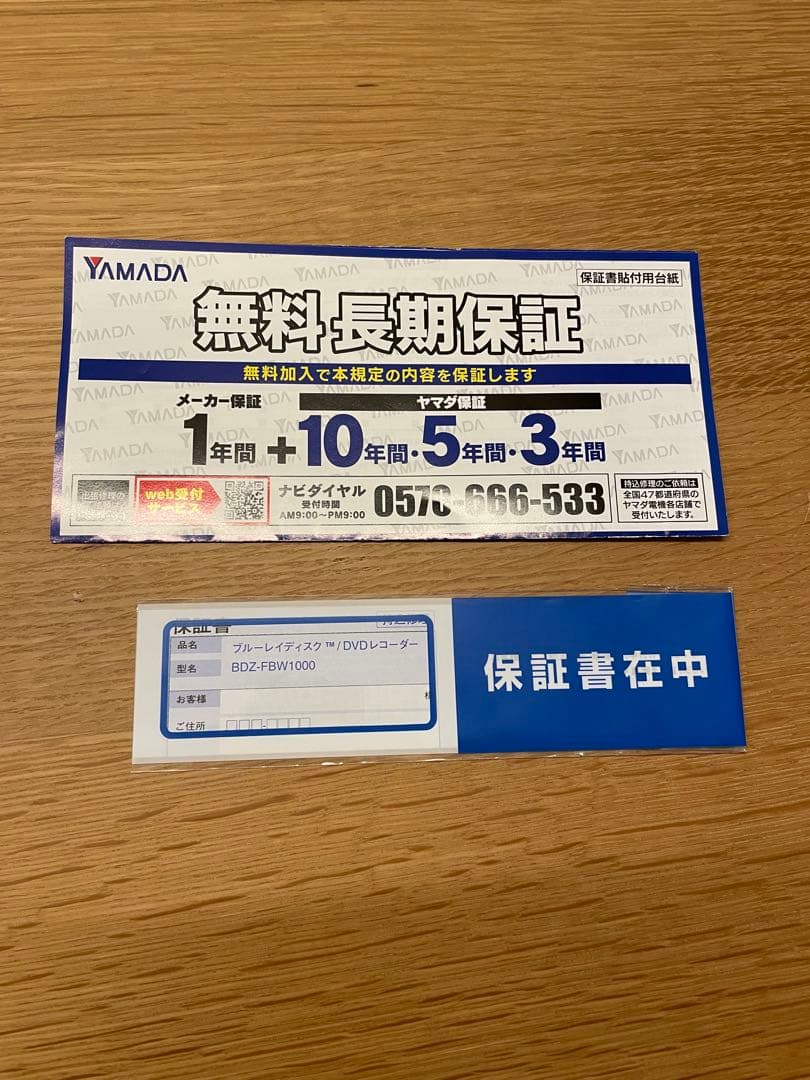 YAMADA
保証書貼付用台紙
無料長期保証
無料加入で本規定の内容を保証します
メーカー保証
ヤマダ保証
1年間+10年間・5年間・3年間
出張修理の
web受付
サービス
ナビダイヤル
受付時間
AM9:00~PM9:00
0570-666-533
持込修理のご依頼は
全国47都道府県の
ヤマダ電機各店舗で
受付いたします。
保証書
品名
ブルーレイディスク™/DVDレコーダー
型名
BDZ-FBW1000
お客様
ご住所
保証書在中